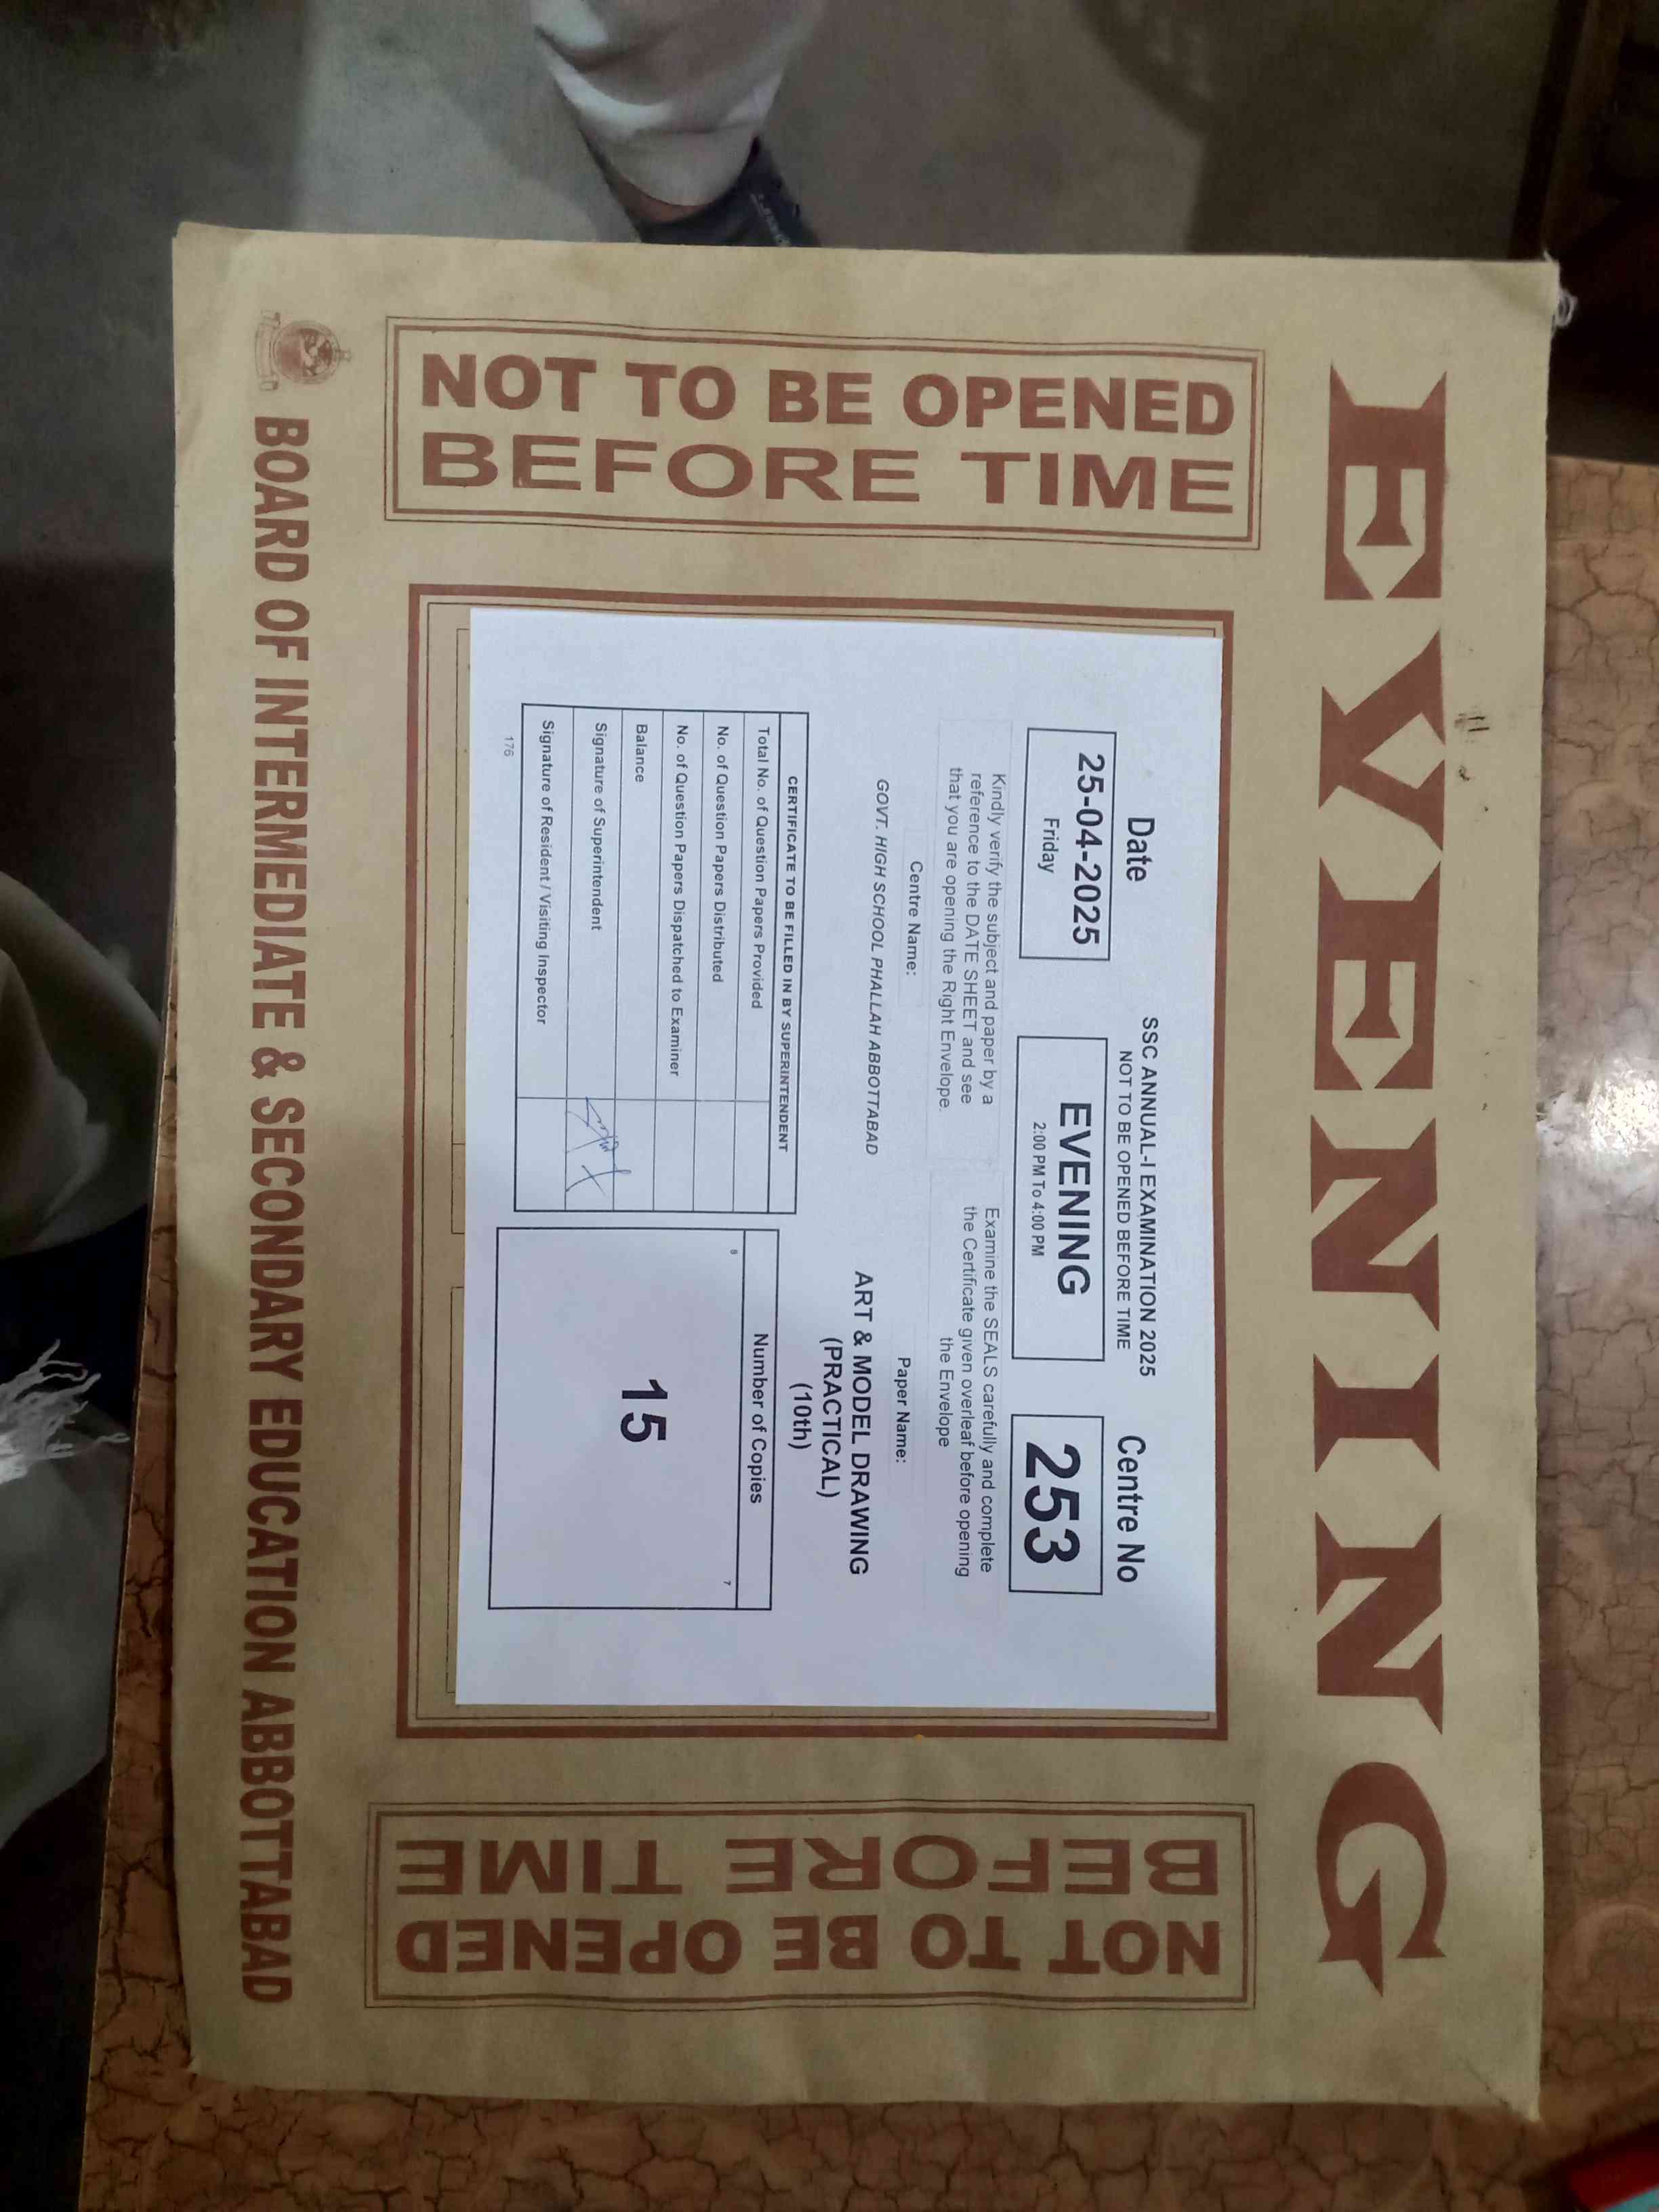 EVENING
NOT TO BE OPENED
BEFORE TIME
SSC ANNUAL-I EXAMINATION 2025
NOT TO BE OPENED BEFORE TIME
Date
25-04-2025
Friday
EVENING
2:00 PM To 4:00 PM
Centre No
253
Kindly verify the subject and paper by a
reference to the DATE SHEET and see
that you are opening the Right Envelope.
Examine the SEALS carefully and complete
the Certificate given overleaf before opening
the Envelope
Centre Name:
GOVT. HIGH SCHOOL PHALLAH ABBOTTABAD
Paper Name:
ART & MODEL DRAWING
(PRACTICAL)
(10th)
CERTIFICATE TO BE FILLED IN BY SUPERINTENDENT
Total No. of Question Papers Provided
No. of Question Papers Distributed
No. of Question Papers Dispatched to Examiner
Balance
Signature of Superintendent
Signature of Resident / Visiting Inspector
176
Number of Copies
8
7
15
NOT TO BE OPENED
BEFORE TIME
BOARD OF INTERMEDIATE & SECONDARY EDUCATION ABBOTTABAD